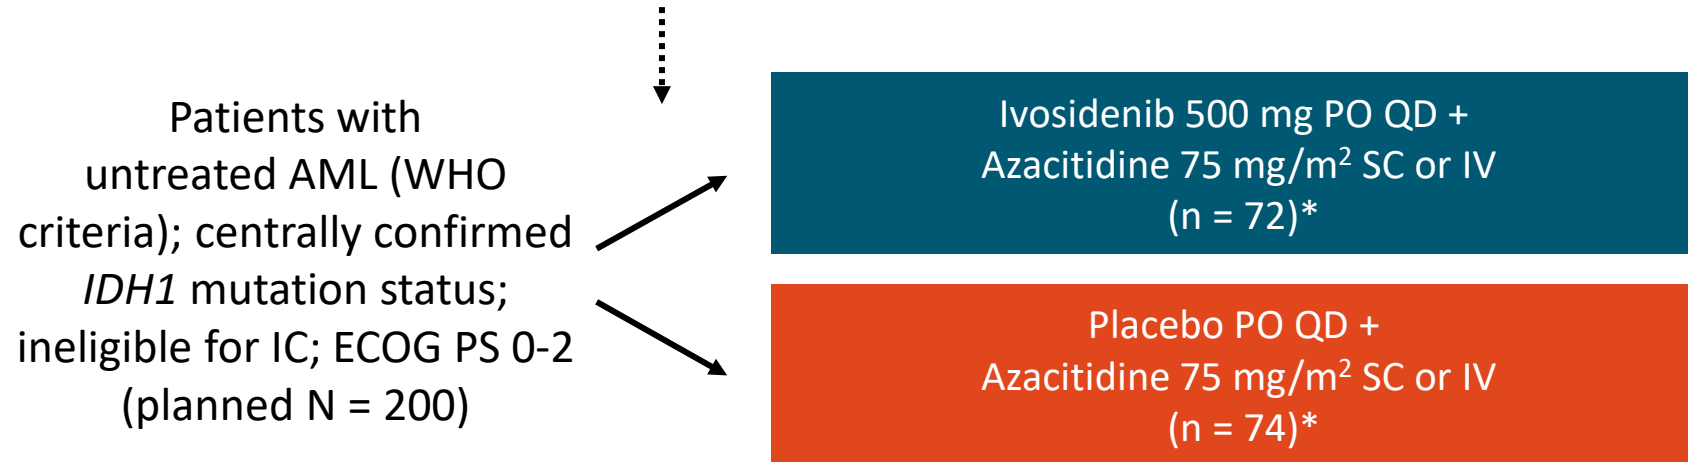 Patients with
untreated AML (WHO
criteria); centrally confirmed
IDH1 mutation status;
ineligible for IC; ECOG PS 0-2
(planned N = 200)
Ivosidenib 500 mg PO QD +
Azacitidine 75 mg/m² SC or IV
(n = 72)*
Placebo PO QD +
Azacitidine 75 mg/m² SC or IV
(n = 74)*